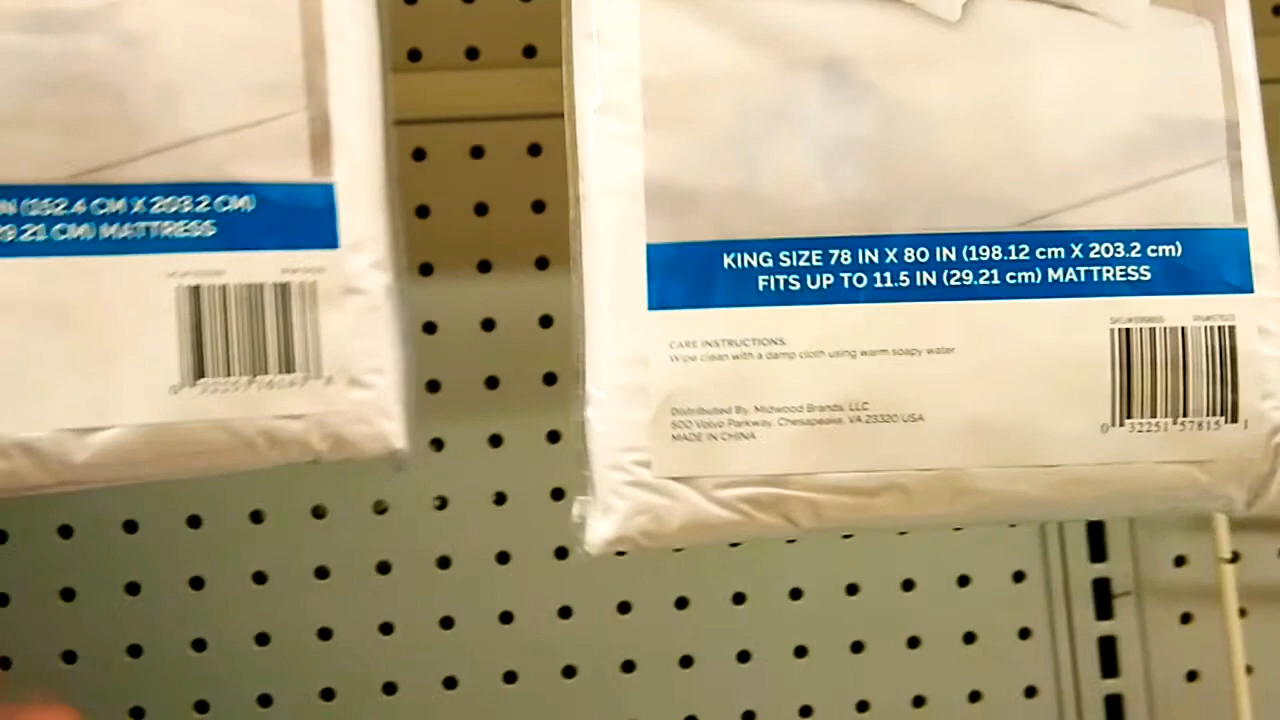 N (152.4 CM X 203.2 CM)
9.21 CM) MATTRESS
KING SIZE 78 IN X 80 IN (198.12 cm X 203.2 cm)
FITS UP TO 11.5 IN (29.21 cm) MATTRESS
CARE INSTRUCTIONS:
Wipe clean with a damp cloth using warm soapy water
Distributed By: Midwood Brands, LLC
500 Volvo Parkway, Chesapeake, VA 23320 USA
MADE IN CHINA
0 32251 57815 1